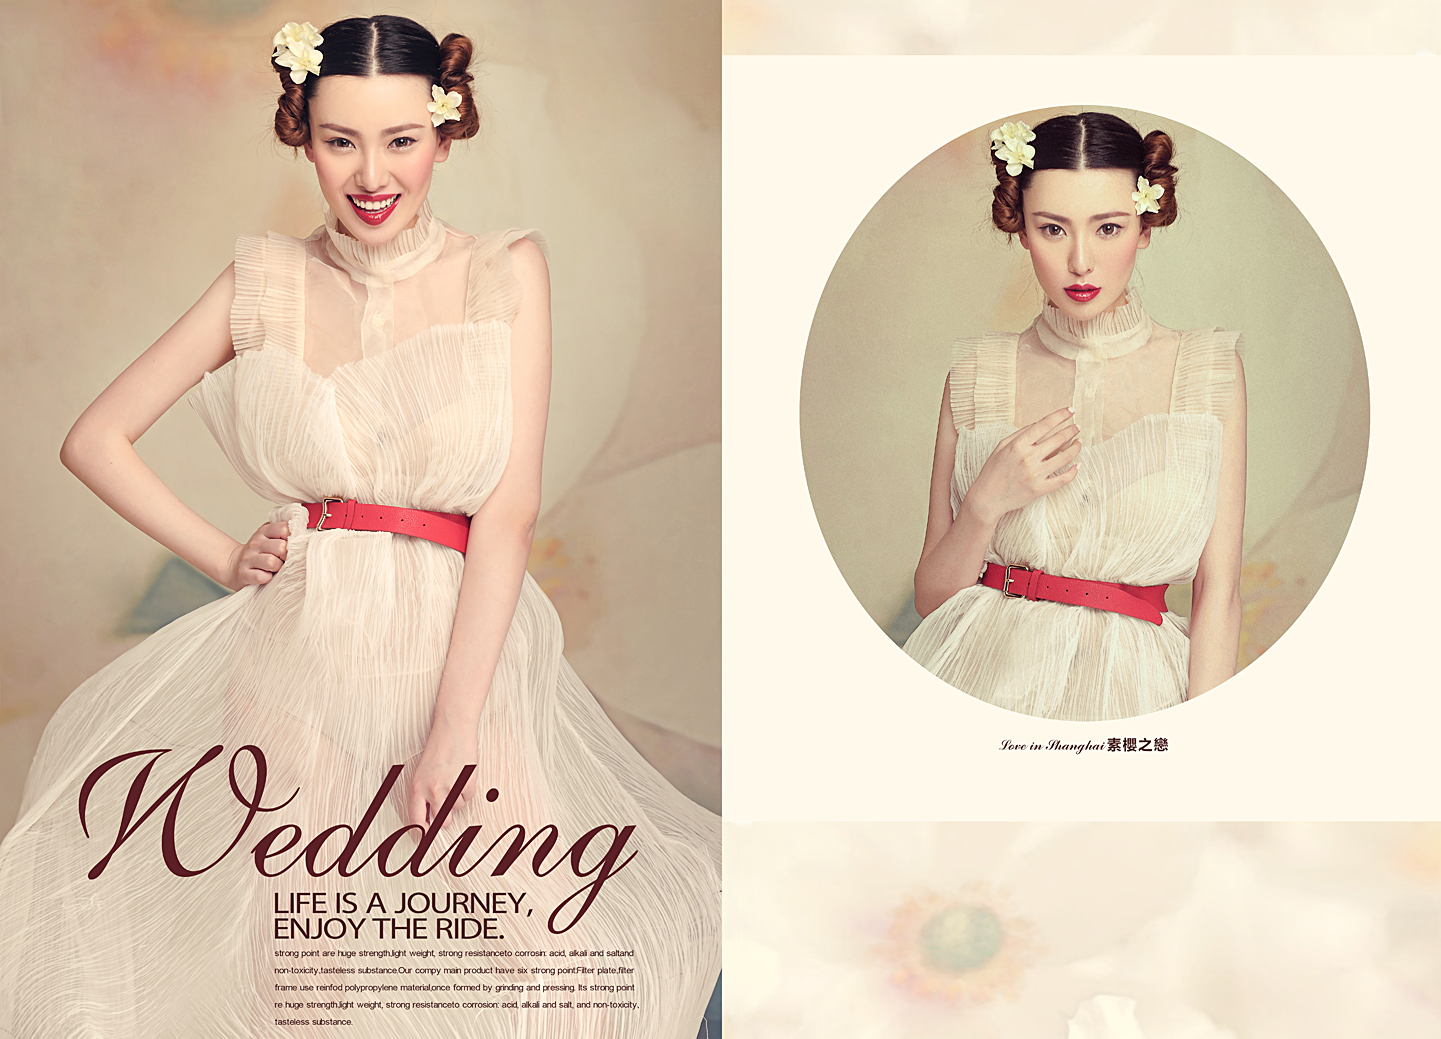 Wedding
LIFE IS A JOURNEY,
ENJOY THE RIDE.
strong point are huge strength.light weight, strong resistanceto corrosin: acid, alkali and saltand
non-toxicity,tasteless substance.Our compy main product have six strong point:Filter plate,filter
frame use reinfod polypropylene material,once formed by grinding and pressing. Its strong point
re huge strength.light weight, strong resistanceto corrosion: acid, alkali and salt, and non-toxicity,
tasteless substance.
Love in Shanghai 素樱之戀